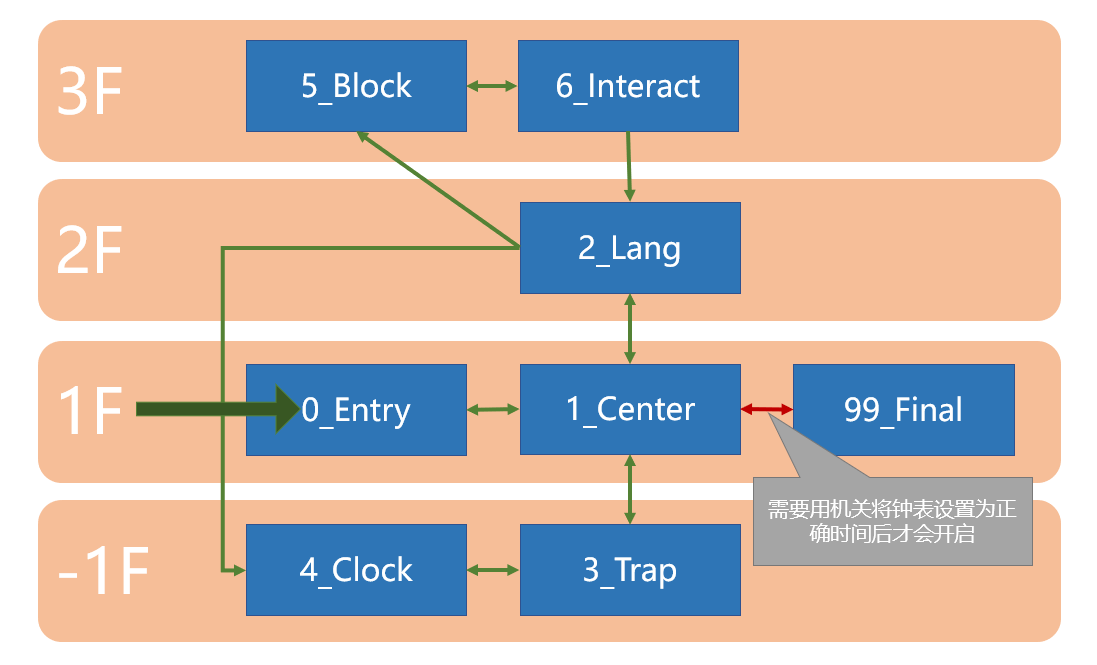 3F
5_Block
6_Interact
2F
2_Lang
1F
0_Entry
1_Center
99_Final
需要用机关将钟表设置为正
确时间后才会开启
-1F
4_Clock
3_Trap